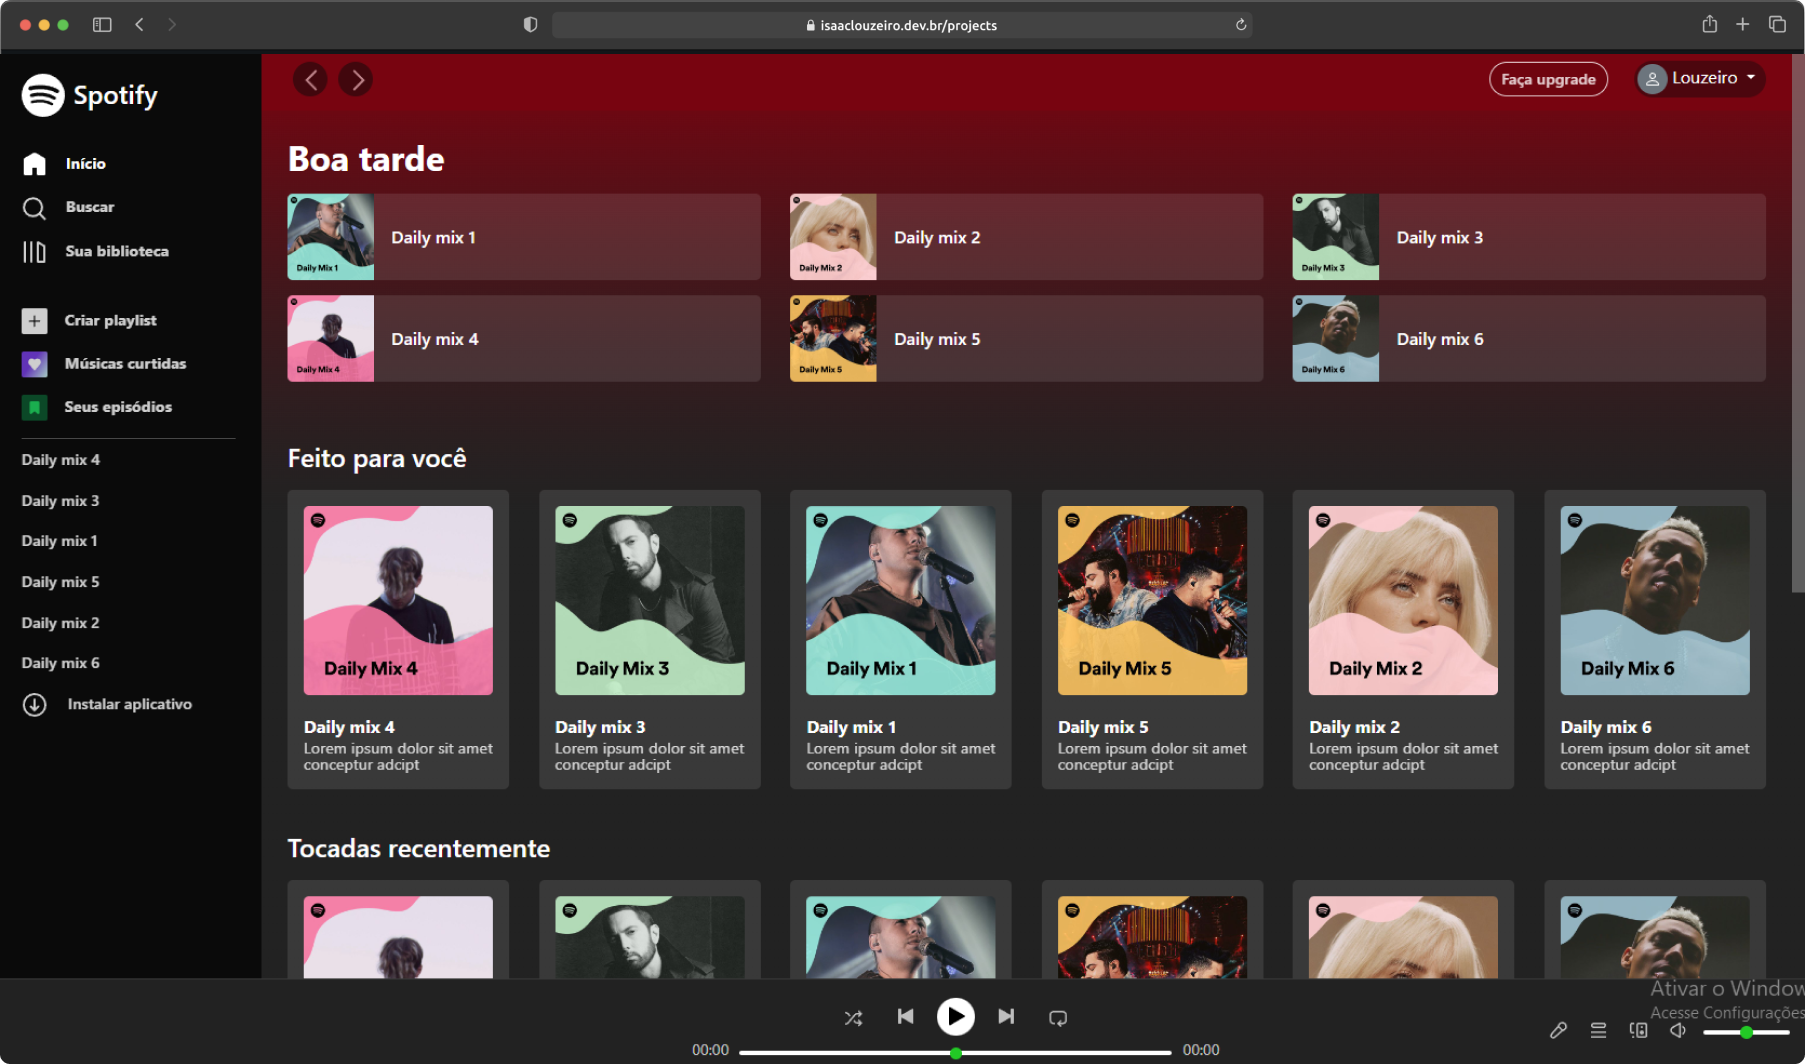 isaaclouzeiro.dev.br/projects
Spotify
Início
Buscar
Sua biblioteca
Criar playlist
Músicas curtidas
Seus episódios
Daily mix 4
Daily mix 3
Daily mix 1
Daily mix 5
Daily mix 2
Daily mix 6
Instalar aplicativo
Faça upgrade
Louzeiro
Boa tarde
Daily Mix 1
Daily mix 1
Daily Mix 2
Daily mix 2
Daily Mix 3
Daily mix 3
Daily Mix 4
Daily mix 4
Daily Mix 5
Daily mix 5
Daily Mix 6
Daily mix 6
Feito para você
Daily Mix 4
Daily mix 4
Lorem ipsum dolor sit amet
conceptur adcipt
Daily Mix 3
Daily mix 3
Lorem ipsum dolor sit amet
conceptur adcipt
Daily Mix 1
Daily mix 1
Lorem ipsum dolor sit amet
conceptur adcipt
Daily Mix 5
Daily mix 5
Lorem ipsum dolor sit amet
conceptur adcipt
Daily Mix 2
Daily mix 2
Lorem ipsum dolor sit amet
conceptur adcipt
Daily Mix 6
Daily mix 6
Lorem ipsum dolor sit amet
conceptur adcipt
Tocadas recentemente
Ativar o Window
Acesse Configurações
00:00
00:00